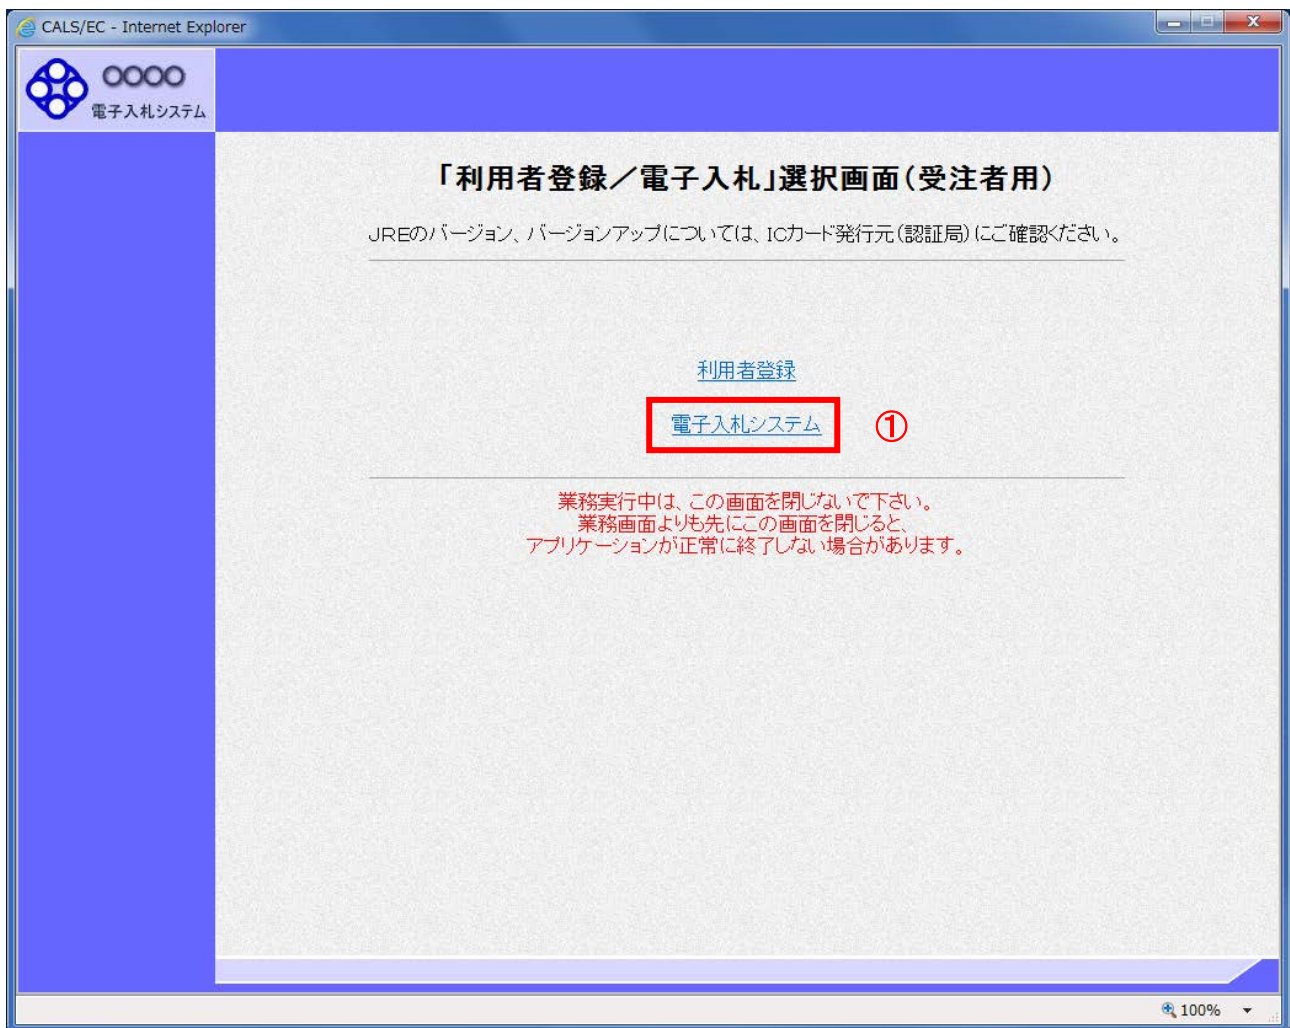 CALS/EC - Internet Explorer
○○○○
電子入札システム
「利用者登録／電子入札」選択画面(受注者用)
JREのバージョン、バージョンアップについては、ICカード発行元(認証局)にご確認ください。
利用者登録
電子入札システム ①
業務実行中は、この画面を閉じないで下さい。
業務画面よりも先にこの画面を閉じると、
アプリケーションが正常に終了しない場合があります。
100%